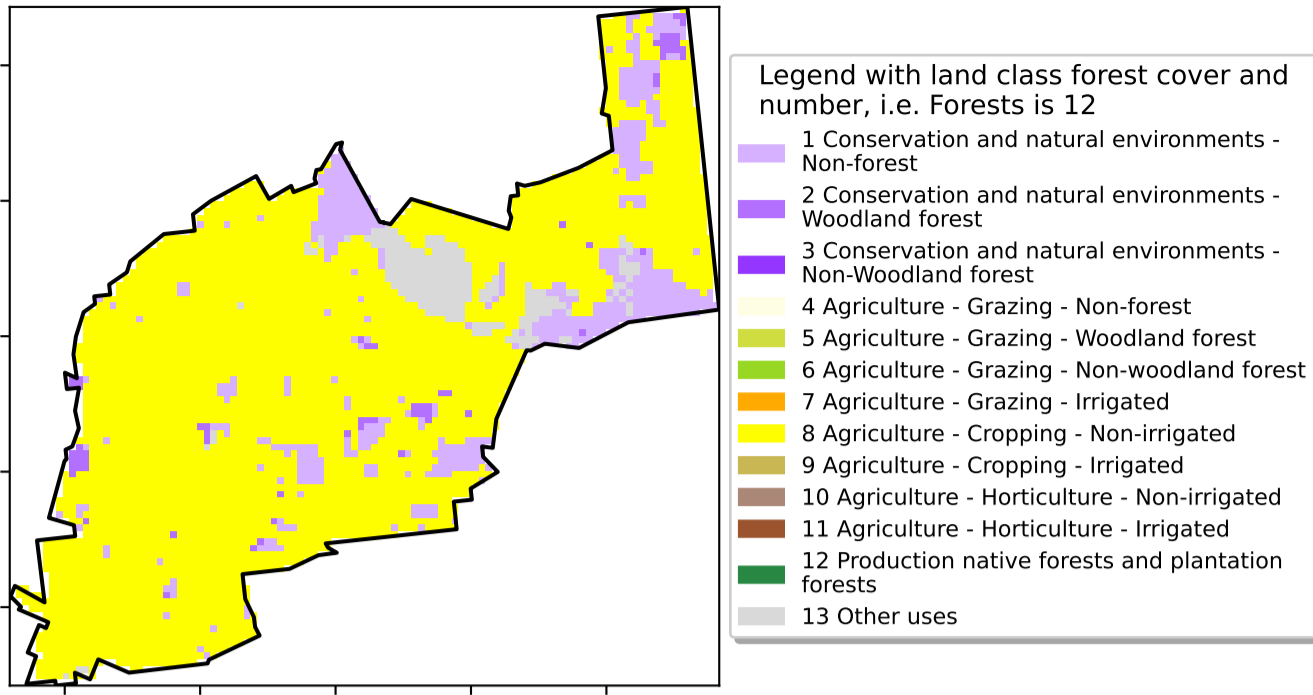 Legend with land class forest cover and
number, i.e. Forests is 12
1 Conservation and natural environments -
Non-forest
2 Conservation and natural environments -
Woodland forest
3 Conservation and natural environments -
Non-Woodland forest
4 Agriculture - Grazing - Non-forest
5 Agriculture - Grazing - Woodland forest
6 Agriculture - Grazing - Non-woodland forest
7 Agriculture - Grazing - Irrigated
8 Agriculture - Cropping - Non-irrigated
9 Agriculture - Cropping - Irrigated
10 Agriculture - Horticulture - Non-irrigated
11 Agriculture - Horticulture - Irrigated
12 Production native forests and plantation
forests
13 Other uses